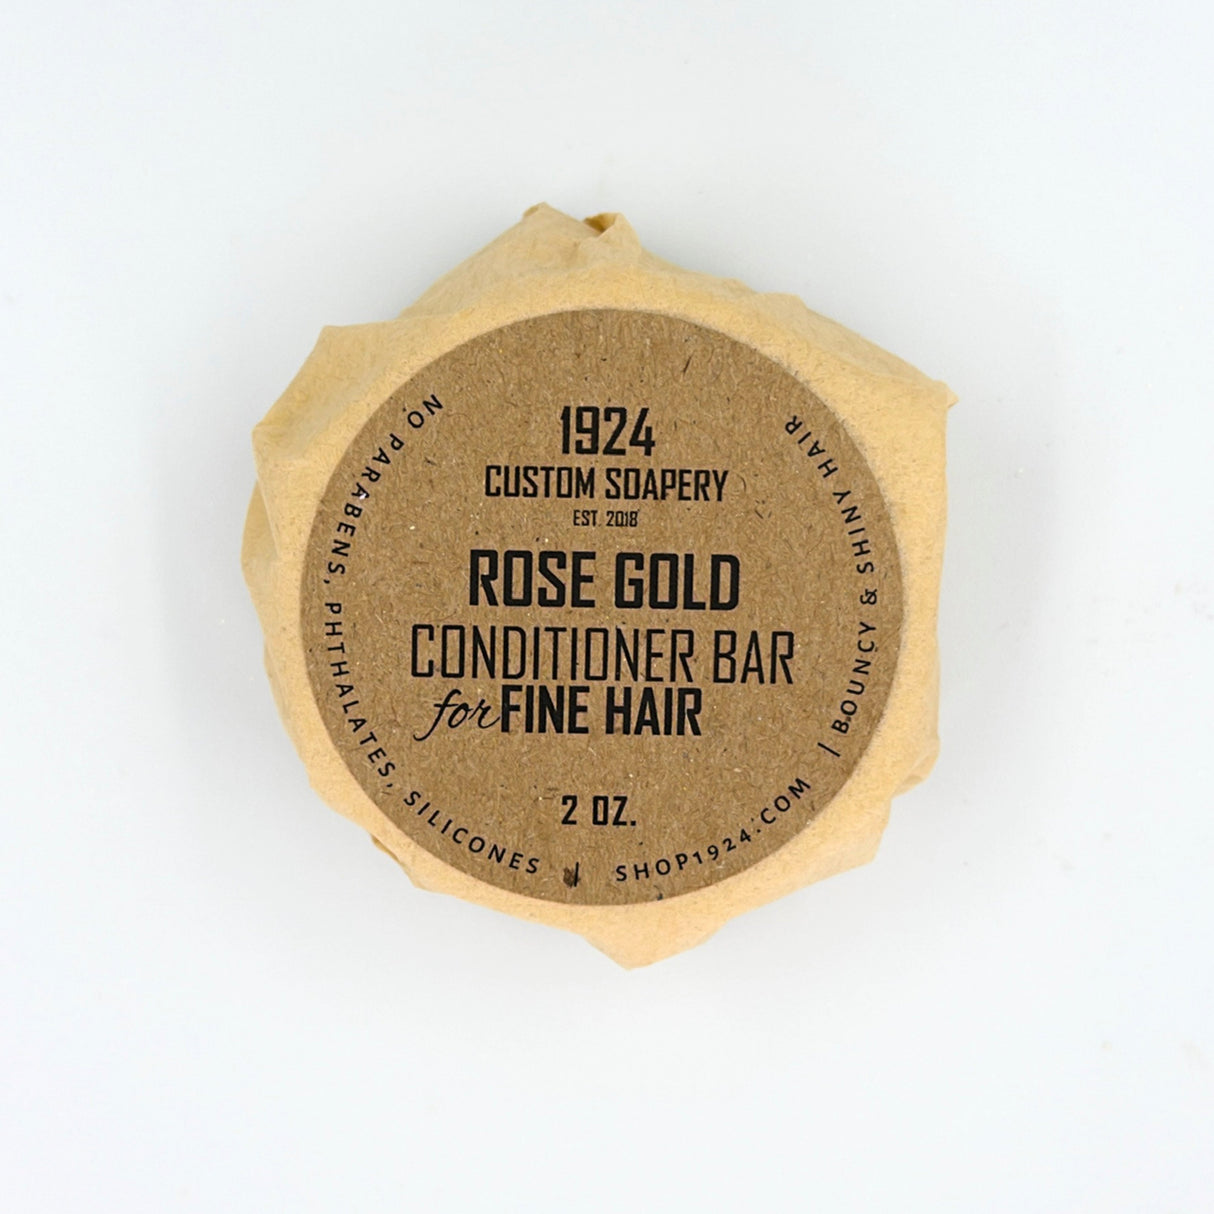 1924
CUSTOM SOAPERY
EST. 2018
ROSE GOLD
CONDITIONER BAR
for FINE HAIR
2 OZ.
NO PARABENS, PHTHALATES, SILICONES | SHOP1924.COM | BOUNCY & SHINY HAIR